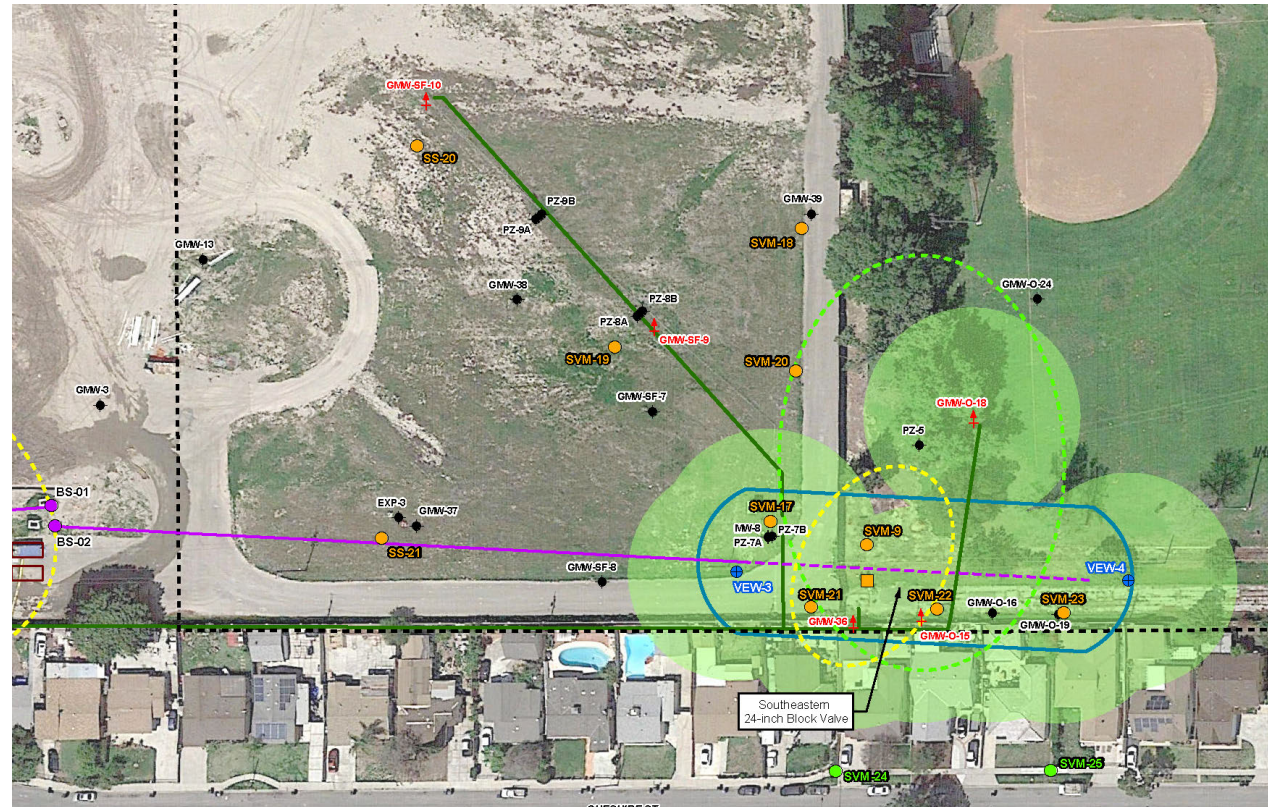 GMW-SF-10
SS-20
PZ-9B
PZ-9A
GMW-39
SVM-18
GMW-13
GMW-38
GMW-O-24
PZ-8B
PZ-8A
GMW-SF-9
SVM-19
SVM-20
GMW-3
GMW-SF-7
GMW-O-18
PZ-5
BS-01
BS-02
EXP-3
GMW-37
SS-21
SVM-17
MW-8
PZ-7B
PZ-7A
SVM-9
GMW-SF-8
VEW-3
VEW-4
SVM-21
SVM-22
GMW-O-16
SVM-23
GMW-36
GMW-O-19
GMW-O-15
Southeastern
24-inch Block Valve
SVM-24
SVM-25